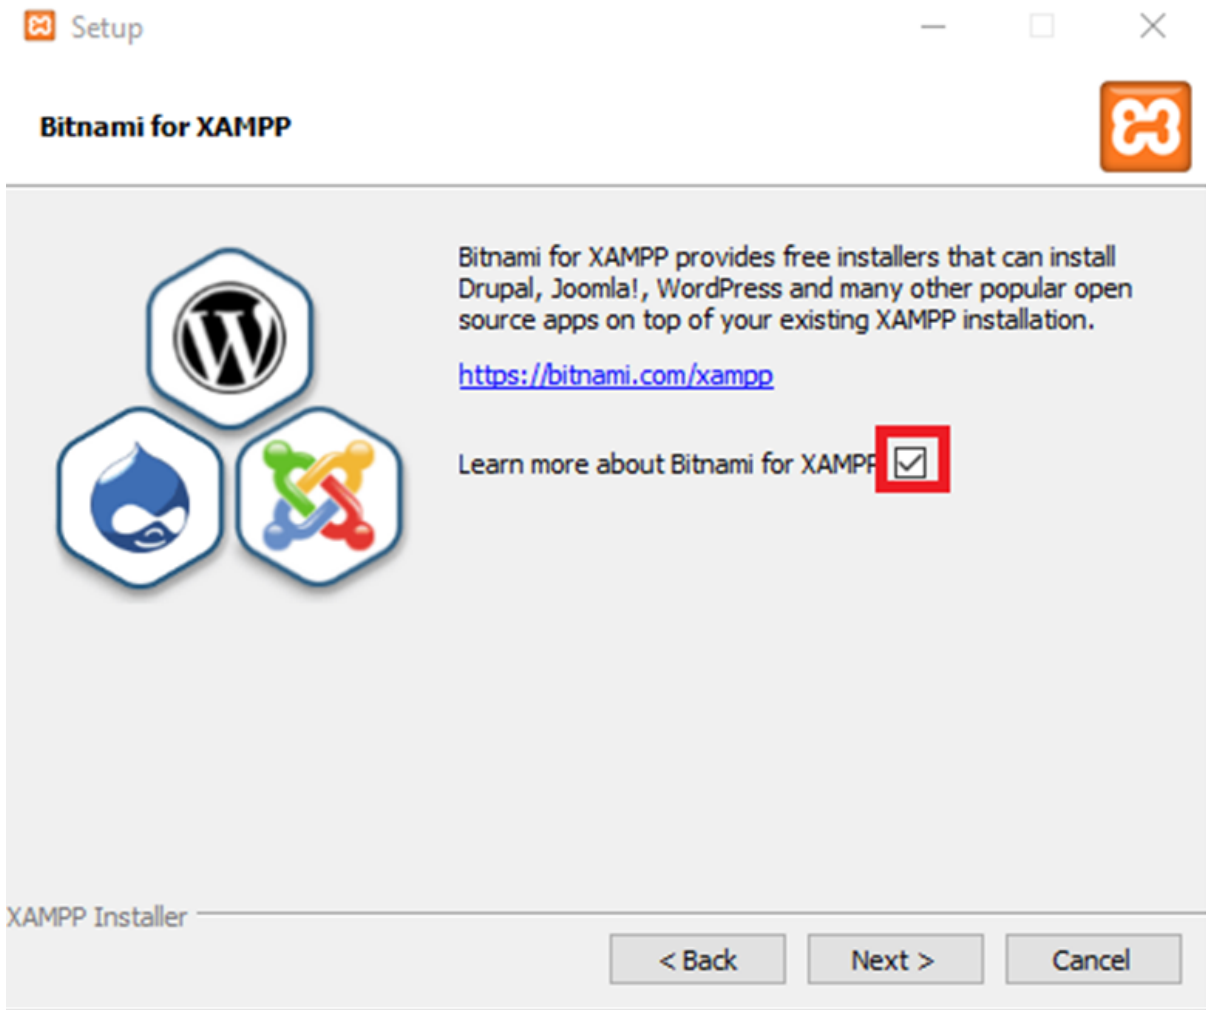 Setup
Bitnami for XAMPP
Bitnami for XAMPP provides free installers that can install
Drupal, Joomla!, WordPress and many other popular open
source apps on top of your existing XAMPP installation.
https://bitnami.com/xampp
Learn more about Bitnami for XAMPP
XAMPP Installer
< Back
Next >
Cancel